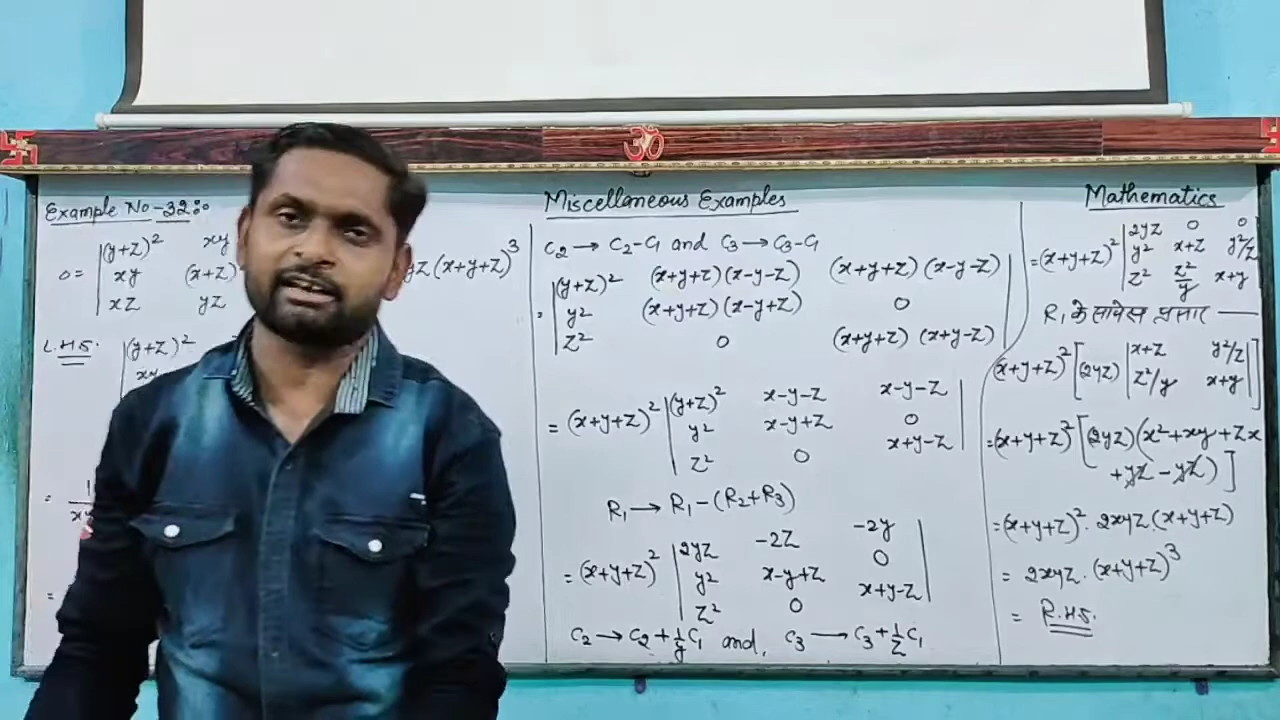 Example No-32:-
Δ = |(y+z)² xy
xy (x+z)
xz yz
yz(x+y+z)³
L.H.S. |(y+z)²
=
=
Miscellaneous Examples
C₂ → C₂-C₁ and C₃ → C₃-C₁
= |(y+z)² (x+y+z)(x-y-z) (x+y+z)(x-y-z)|
y² (x+y+z)(x-y+z) 0
z² 0 (x+y+z)(x+y-z)
= (x+y+z)² |(y+z)² x-y-z x-y-z|
y² x-y+z 0
z² 0 x+y-z
R₁ → R₁-(R₂+R₃)
= (x+y+z)² |2yz -2z -2y|
y² x-y+z 0
z² 0 x+y-z
C₂ → C₂+1/y C₁ and, C₃ → C₃+1/z C₁
Mathematics
= (x+y+z)² |2yz 0 0|
y² x+z y²/z
z² z²/y x+y
R₁ के सापेक्ष प्रसार —
(x+y+z)² [(2yz) |x+z y²/z|
z²/y x+y|]
= (x+y+z)² [(2yz)(x²+xy+zx
+yz-yz)]
= (x+y+z)². 2xyz(x+y+z)
= 2xyz.(x+y+z)³
= R.H.S.